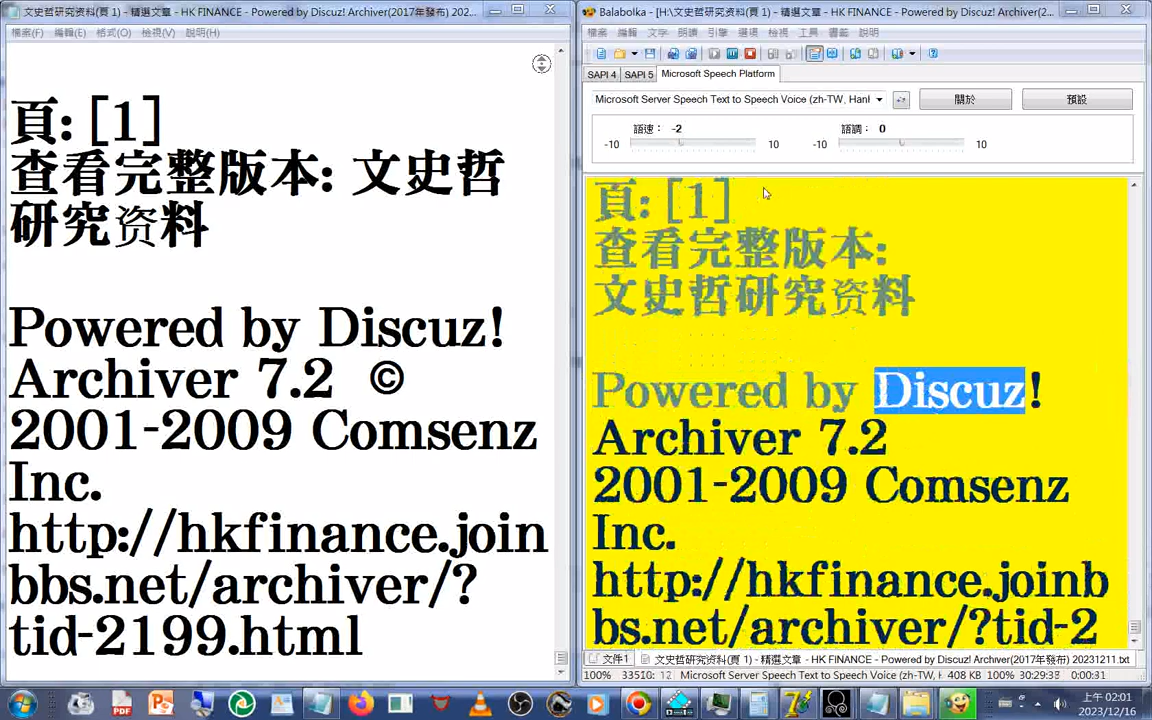 文史哲研究资料(頁 1) - 精選文章 - HK FINANCE - Powered by Discuz! Archiver(2017年發布) 202...
檔案(F) 編輯(E) 格式(O) 檢視(V) 說明(H)
頁: [1]
查看完整版本: 文史哲
研究资料
Powered by Discuz!
Archiver 7.2 ©
2001-2009 Comsenz
Inc.
http://hkfinance.join
bbs.net/archiver/?
tid-2199.html
Balabolka - [H:\文史哲研究资料(頁 1) - 精選文章 - HK FINANCE - Powered by Discuz! Archiver(2...
檔案 編輯 文字 朗讀 引擎 選項 檢視 工具 書籤 說明
SAPI 4 SAPI 5 Microsoft Speech Platform
Microsoft Server Speech Text to Speech Voice (zh-TW, Hanl
關於 預設
語速： -2 語調： 0
-10 10 -10 10
頁: [1]
查看完整版本:
文史哲研究资料
Powered by Discuz!
Archiver 7.2
2001-2009 Comsenz
Inc.
http://hkfinance.joinb
bs.net/archiver/?tid-2
文件1 文史哲研究资料(頁 1) - 精選文章 - HK FINANCE - Powered by Discuz! Archiver(2017年發布) 20231211.txt
100% 33510: 12 Microsoft Server Speech Text to Speech Voice (zh-TW, H 408 KB 100% 30:29:38 0:00:31
上午 02:01
2023/12/16